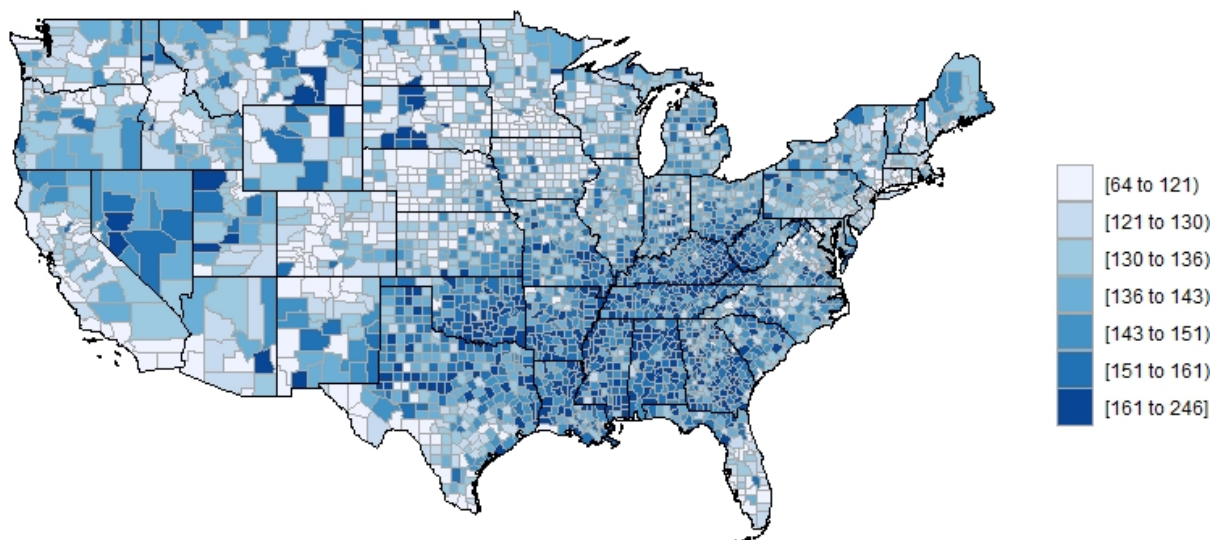 [64 to 121)
[121 to 130)
[130 to 136)
[136 to 143)
[143 to 151)
[151 to 161)
[161 to 246]